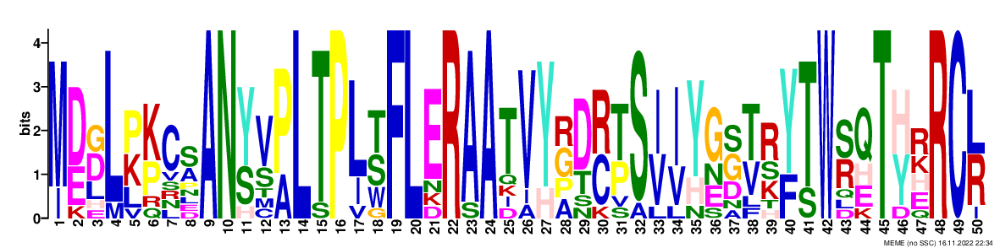 bits
4
3
2
1
0
MDGLPKCSANYVPLTPLTFLERAATVYRDRTSIIYGSTRYTWSQTHRRCL
IEDMKPVASSASISNSQIHGTCPAVVHNGVSFSRHYKR
1 2 3 4 5 6 7 8 9 10 11 12 13 14 15 16 17 18 19 20 21 22 23 24 25 26 27 28 29 30 31 32 33 34 35 36 37 38 39 40 41 42 43 44 45 46 47 48 49 50
MEME (no SSC) 16.11.2022 22:34